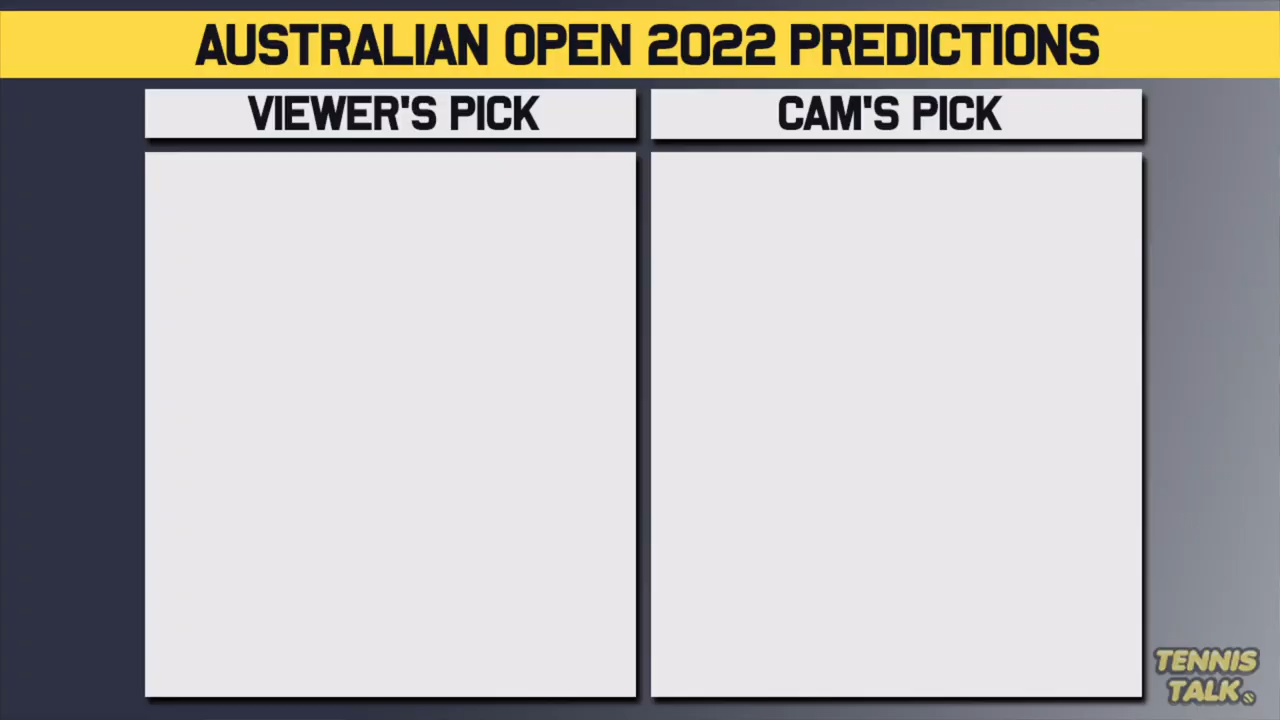 AUSTRALIAN OPEN 2022 PREDICTIONS
VIEWER'S PICK
CAM'S PICK
TENNIS
TALK